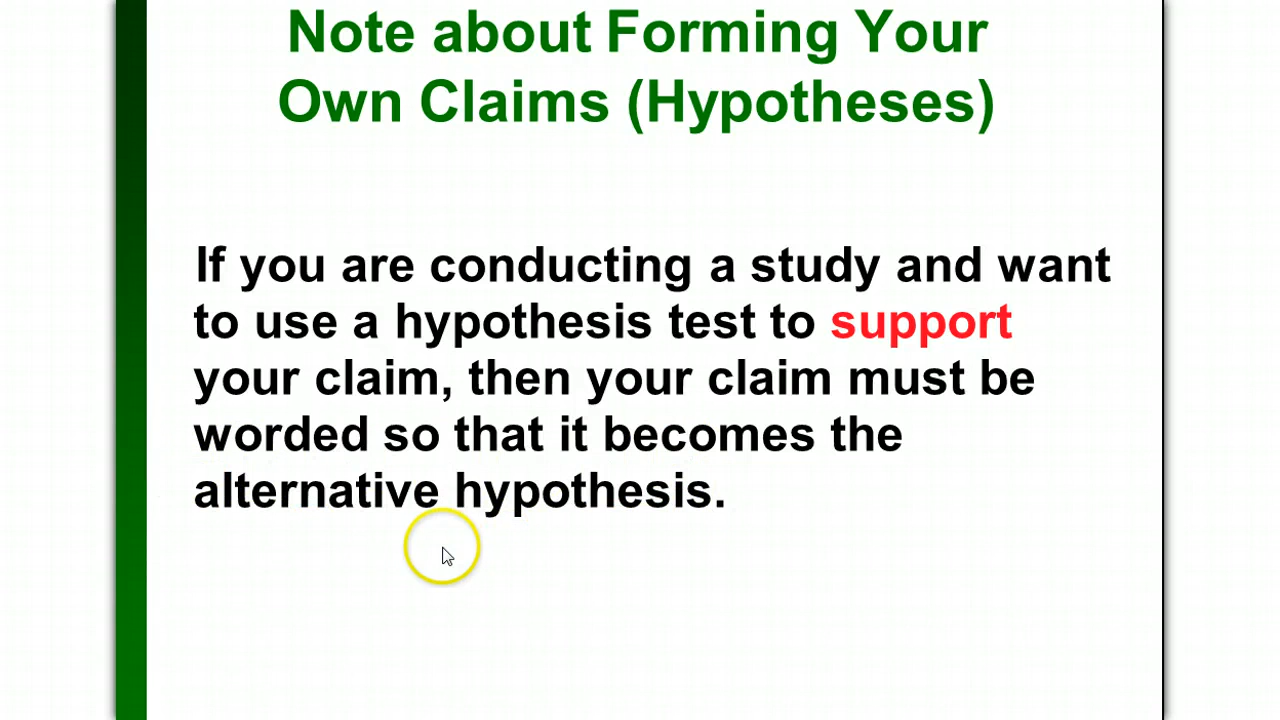 Note about Forming Your
Own Claims (Hypotheses)
If you are conducting a study and want
to use a hypothesis test to support
your claim, then your claim must be
worded so that it becomes the
alternative hypothesis.